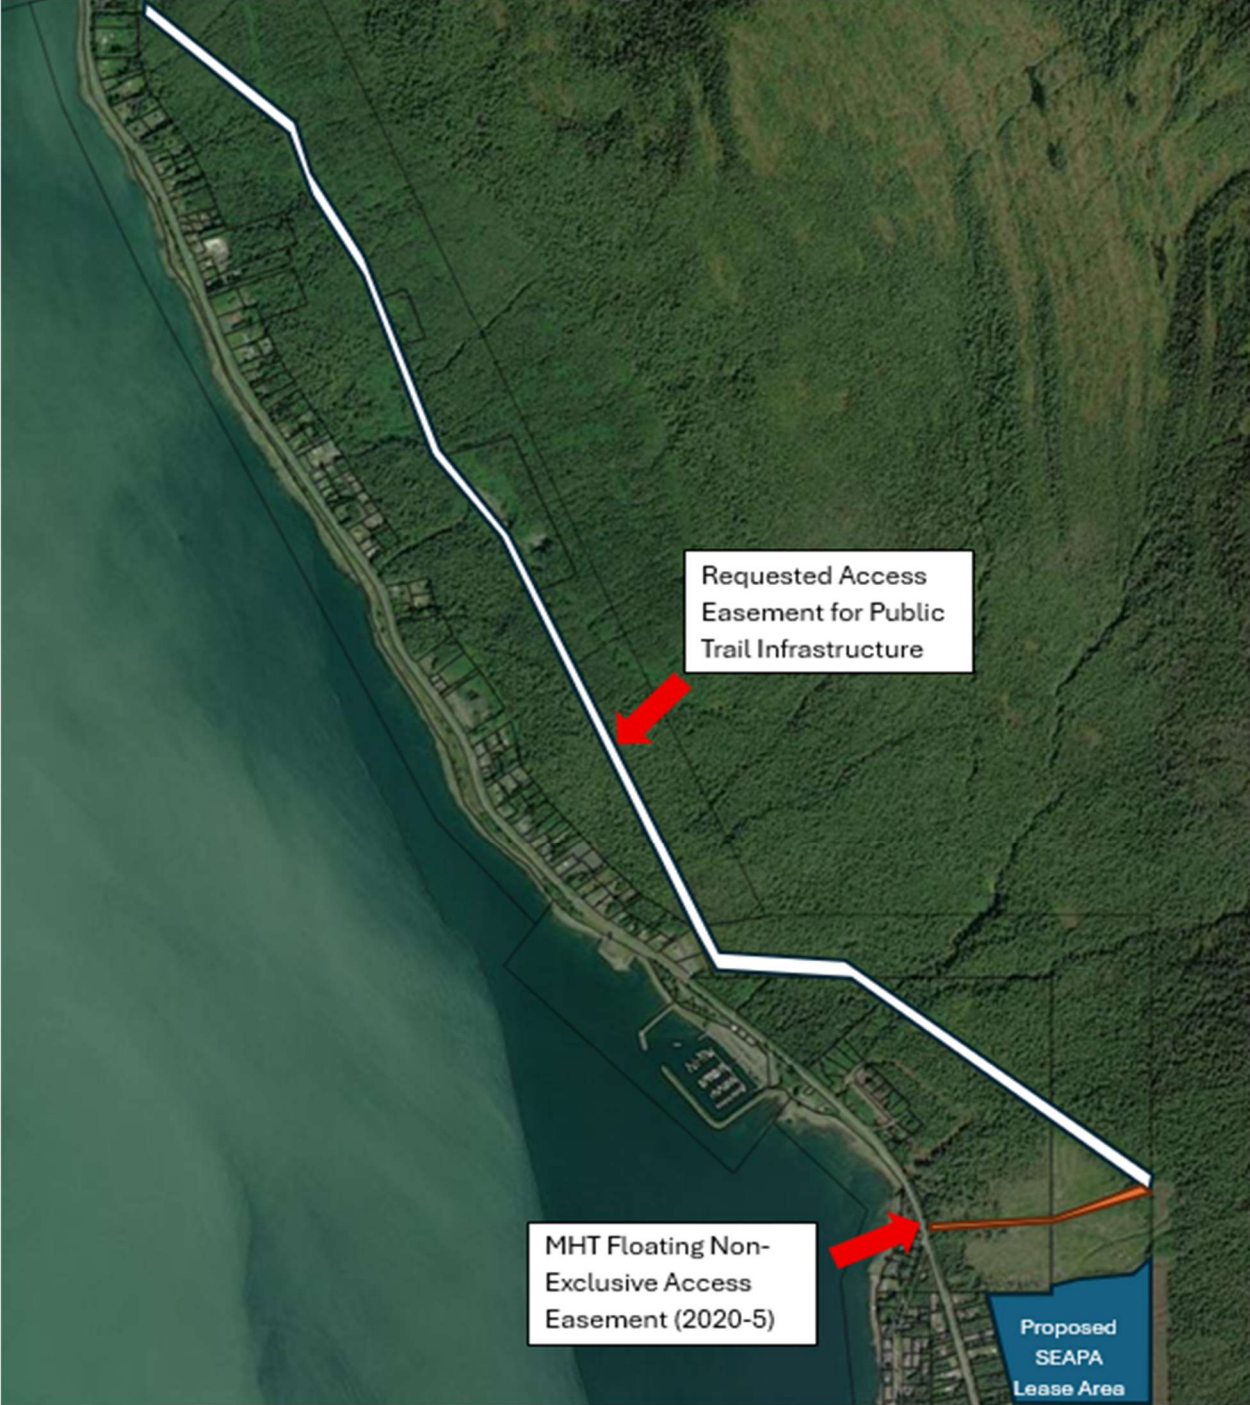 Requested Access
Easement for Public
Trail Infrastructure
MHT Floating Non-
Exclusive Access
Easement (2020-5)
Proposed
SEAPA
Lease Area